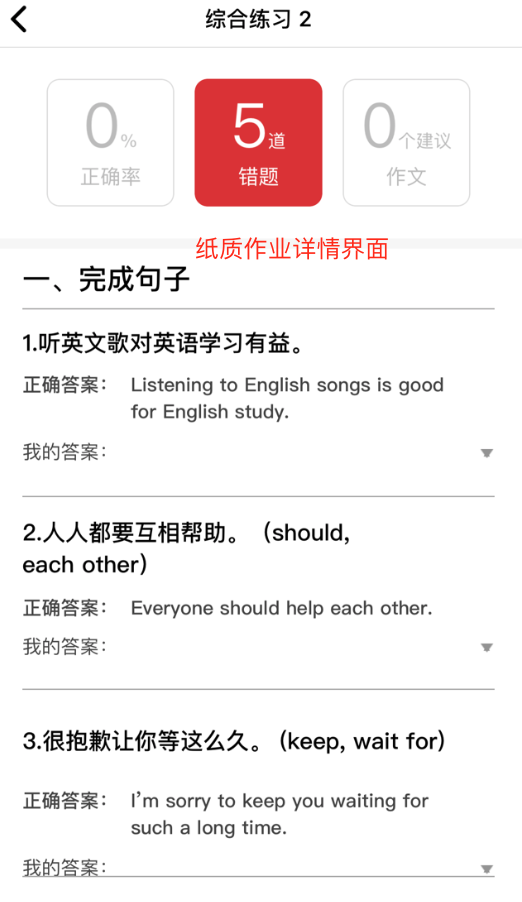 综合练习 2
0%
正确率
5道
错题
0个建议
作文
纸质作业详情界面
一、完成句子
1.听英文歌对英语学习有益。
正确答案： Listening to English songs is good
for English study.
我的答案：
2.人人都要互相帮助。（should,
each other）
正确答案： Everyone should help each other.
我的答案：
3.很抱歉让你等这么久。（keep, wait for）
正确答案： I'm sorry to keep you waiting for
such a long time.
我的答案：